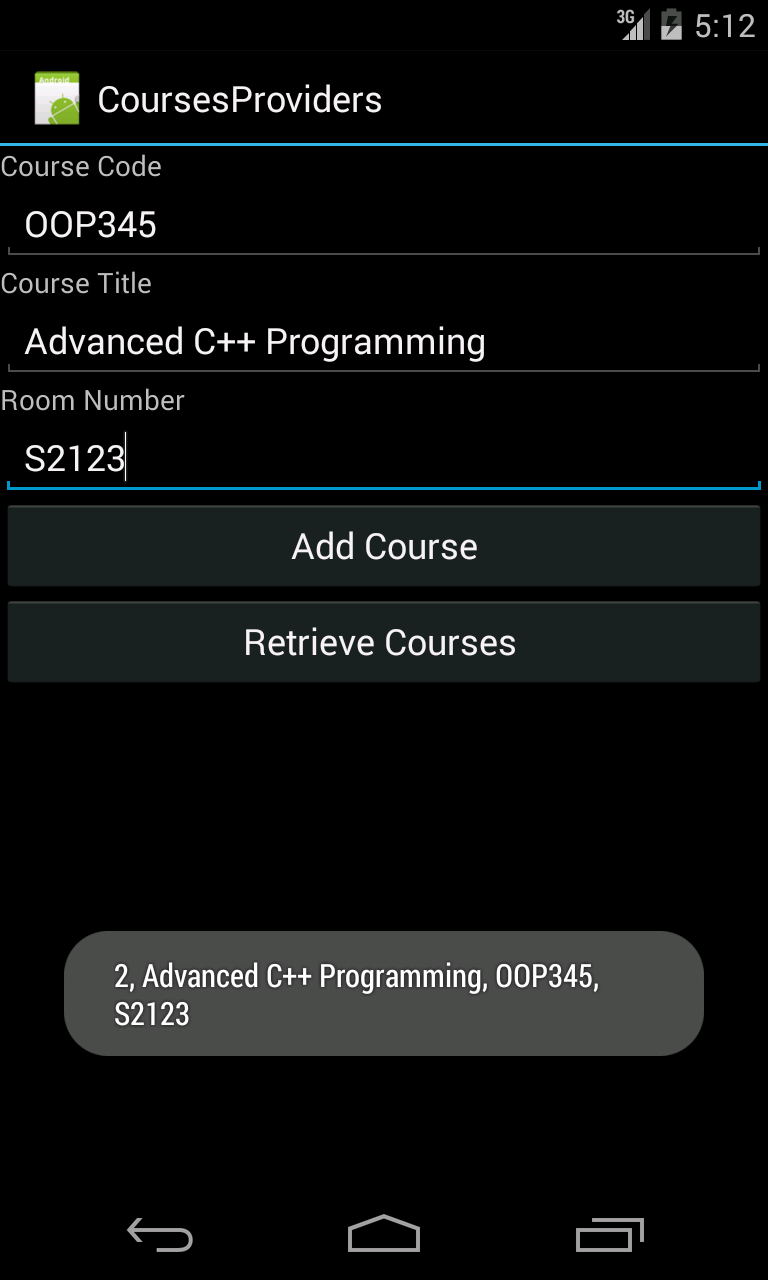 3G 5:12
Android
CoursesProviders
Course Code
OOP345
Course Title
Advanced C++ Programming
Room Number
S2123
Add Course
Retrieve Courses
2, Advanced C++ Programming, OOP345,
S2123